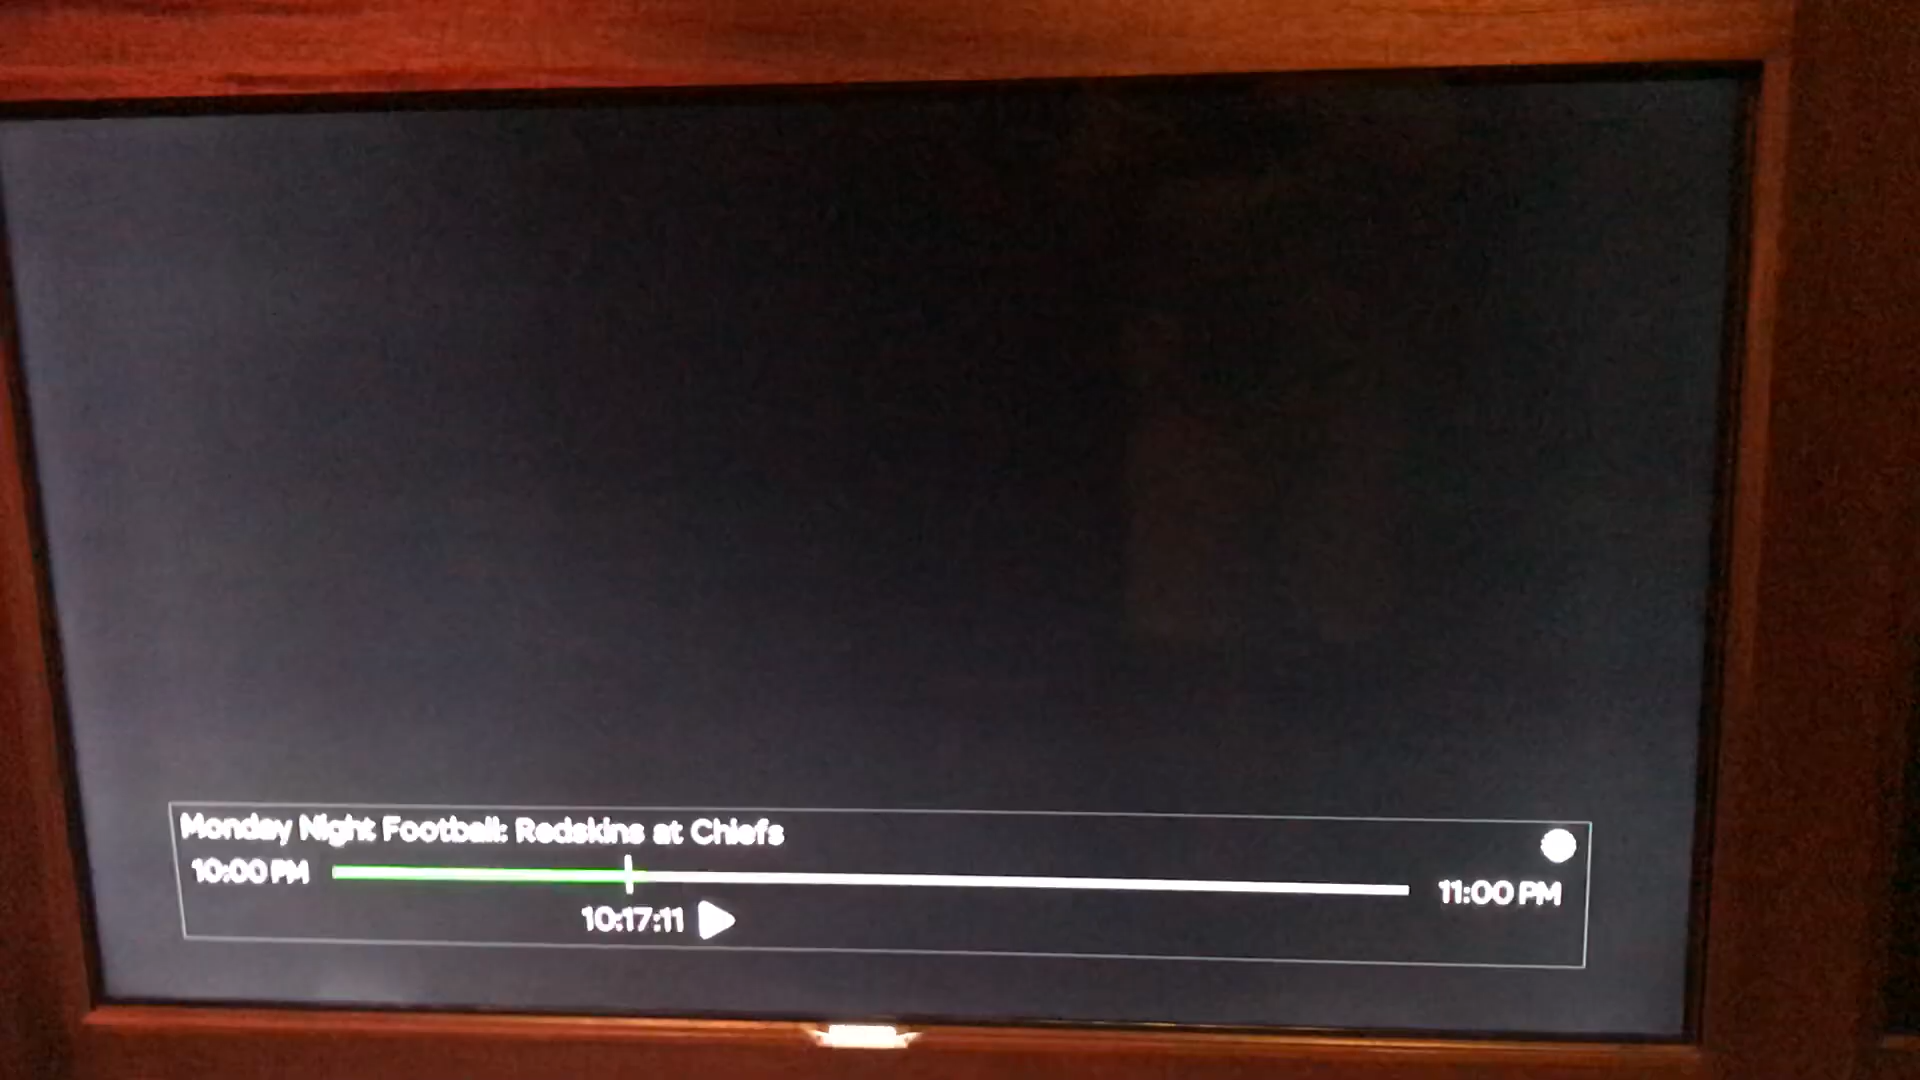 Monday Night Football: Redskins at Chiefs
10:00 PM 11:00 PM
10:17:11